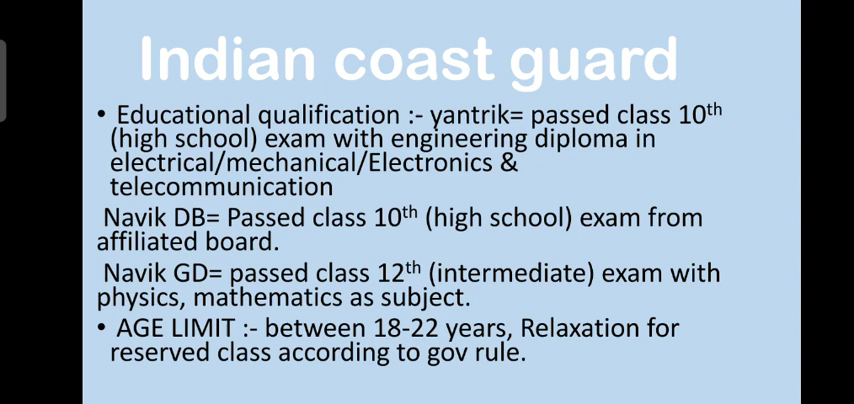 Indian coast guard
• Educational qualification :- yantrik= passed class 10th
(high school) exam with engineering diploma in
electrical/mechanical/Electronics &
telecommunication
Navik DB= Passed class 10th (high school) exam from
affiliated board.
Navik GD= passed class 12th (intermediate) exam with
physics, mathematics as subject.
• AGE LIMIT :- between 18-22 years, Relaxation for
reserved class according to gov rule.